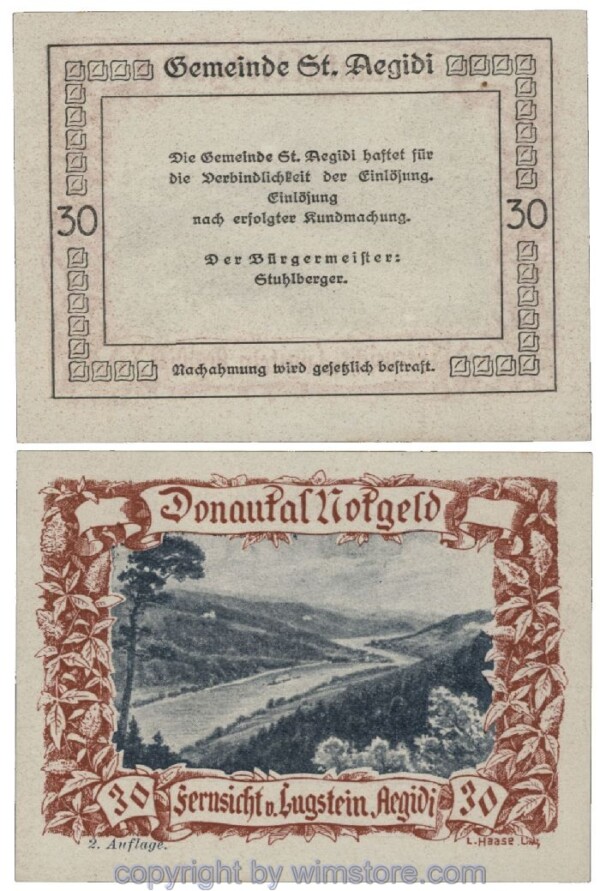 Gemeinde St. Aegidi
Die Gemeinde St. Aegidi haftet für
die Verbindlichkeit der Einlösung.
Einlösung
nach erfolgter Kundmachung.
30
30
Der Bürgermeister:
Stuhlberger.
Nachahmung wird gesetzlich bestraft.
Donautal Notgeld
30 Fernsicht v. Lugstein, Aegidi 30
2. Auflage.
L. Haase
copyright by wimstore.com